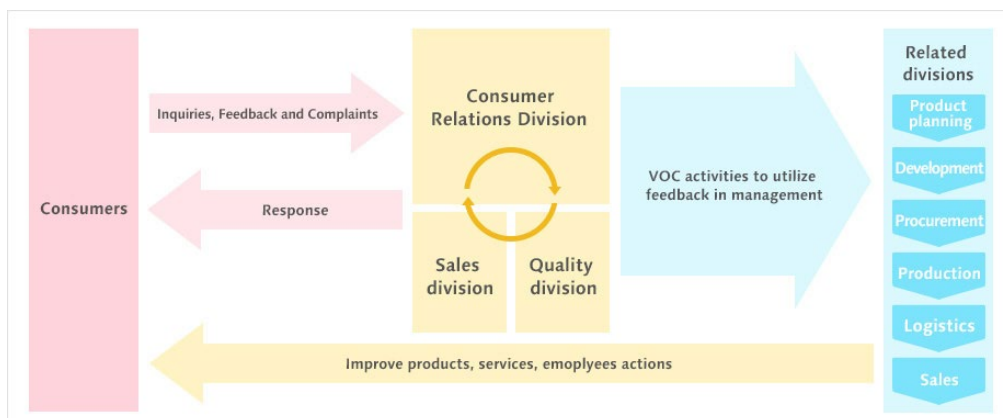 Consumers
Inquiries, Feedback and Complaints
Response
Consumer
Relations Division
Sales
division
Quality
division
VOC activities to utilize
feedback in management
Improve products, services, emoplyees actions
Related
divisions
Product
planning
Development
Procurement
Production
Logistics
Sales